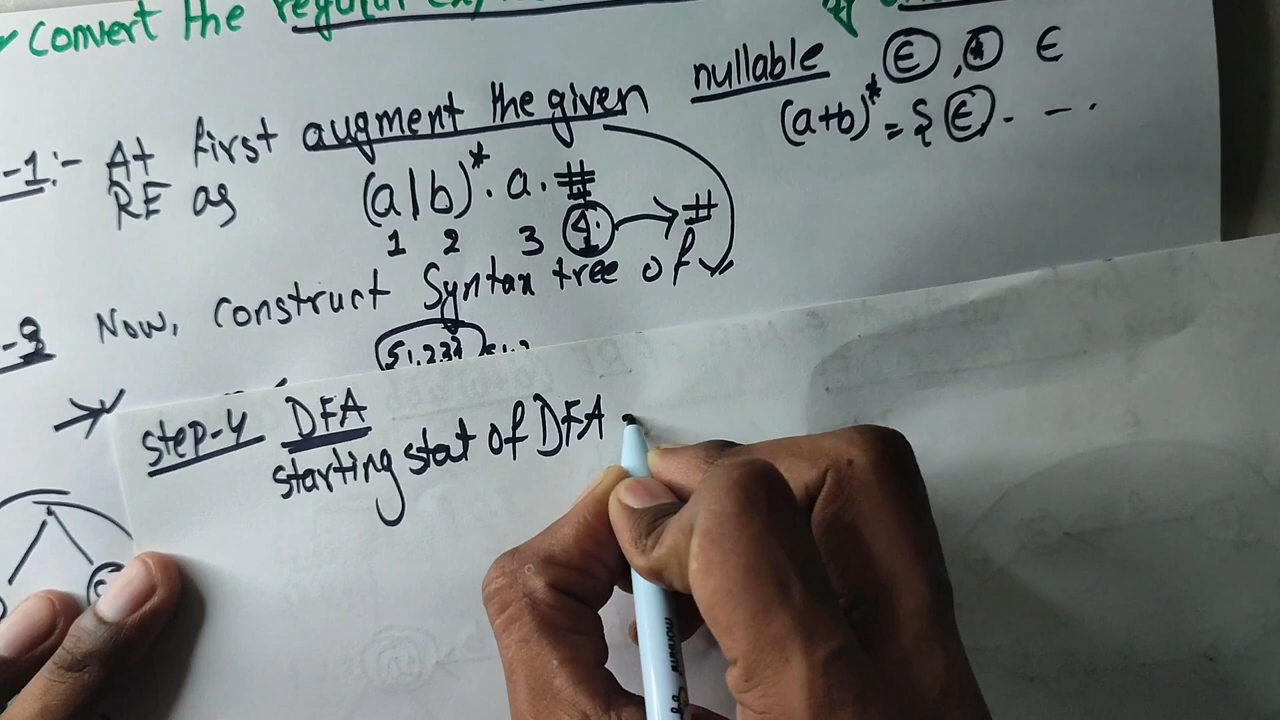 ✓ convert the regular
-1:- At first augment the given nullable ϵ, ϵ
RE as (a|b)*. a. # (a+b)* = { ϵ. - - .
1 2 3 4. → #
Now, construct Syntax tree of
{1,2,3}
step-4 DFA
starting stat of DFA